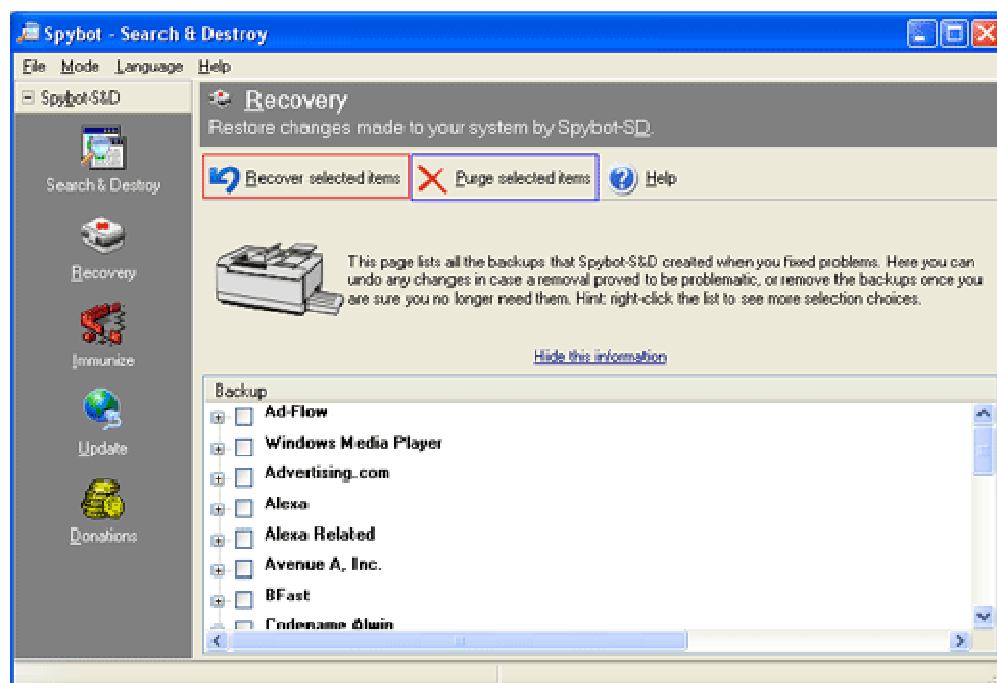 Spybot - Search & Destroy
File Mode Language Help
Spybot-S&D
Search & Destroy
Recovery
Immunize
Update
Donations
Recovery
Restore changes made to your system by Spybot-SD.
Recover selected items Purge selected items Help
This page lists all the backups that Spybot-S&D created when you fixed problems. Here you can
undo any changes in case a removal proved to be problematic, or remove the backups once you
are sure you no longer need them. Hint: right-click the list to see more selection choices.
Hide this information
Backup
Ad-Flow
Windows Media Player
Advertising.com
Alexa
Alexa Related
Avenue A, Inc.
BFast
Codename Alvin